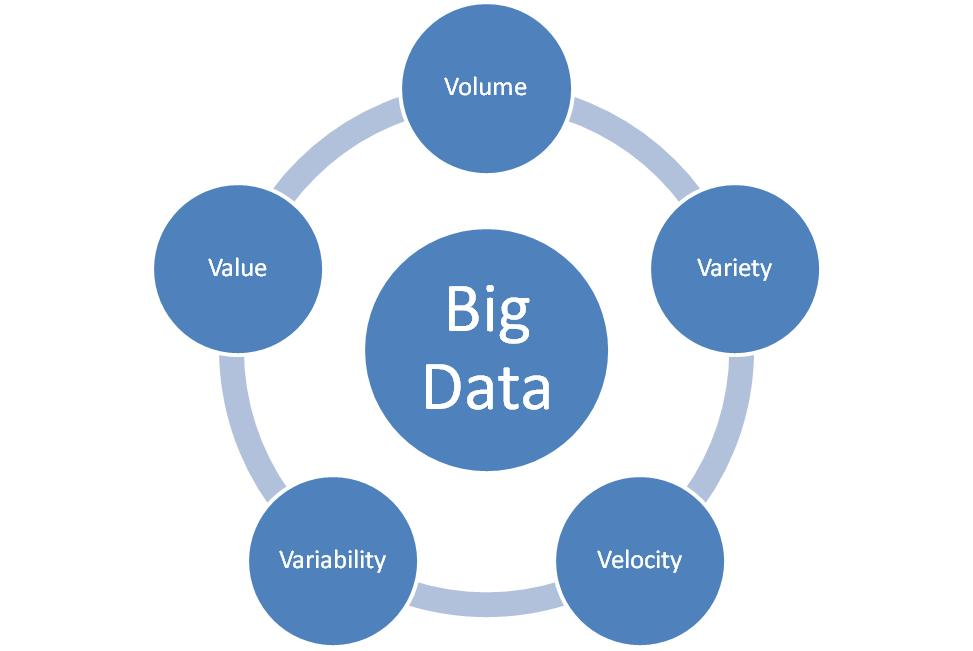 Volume
Variety
Velocity
Variability
Value
Big
Data